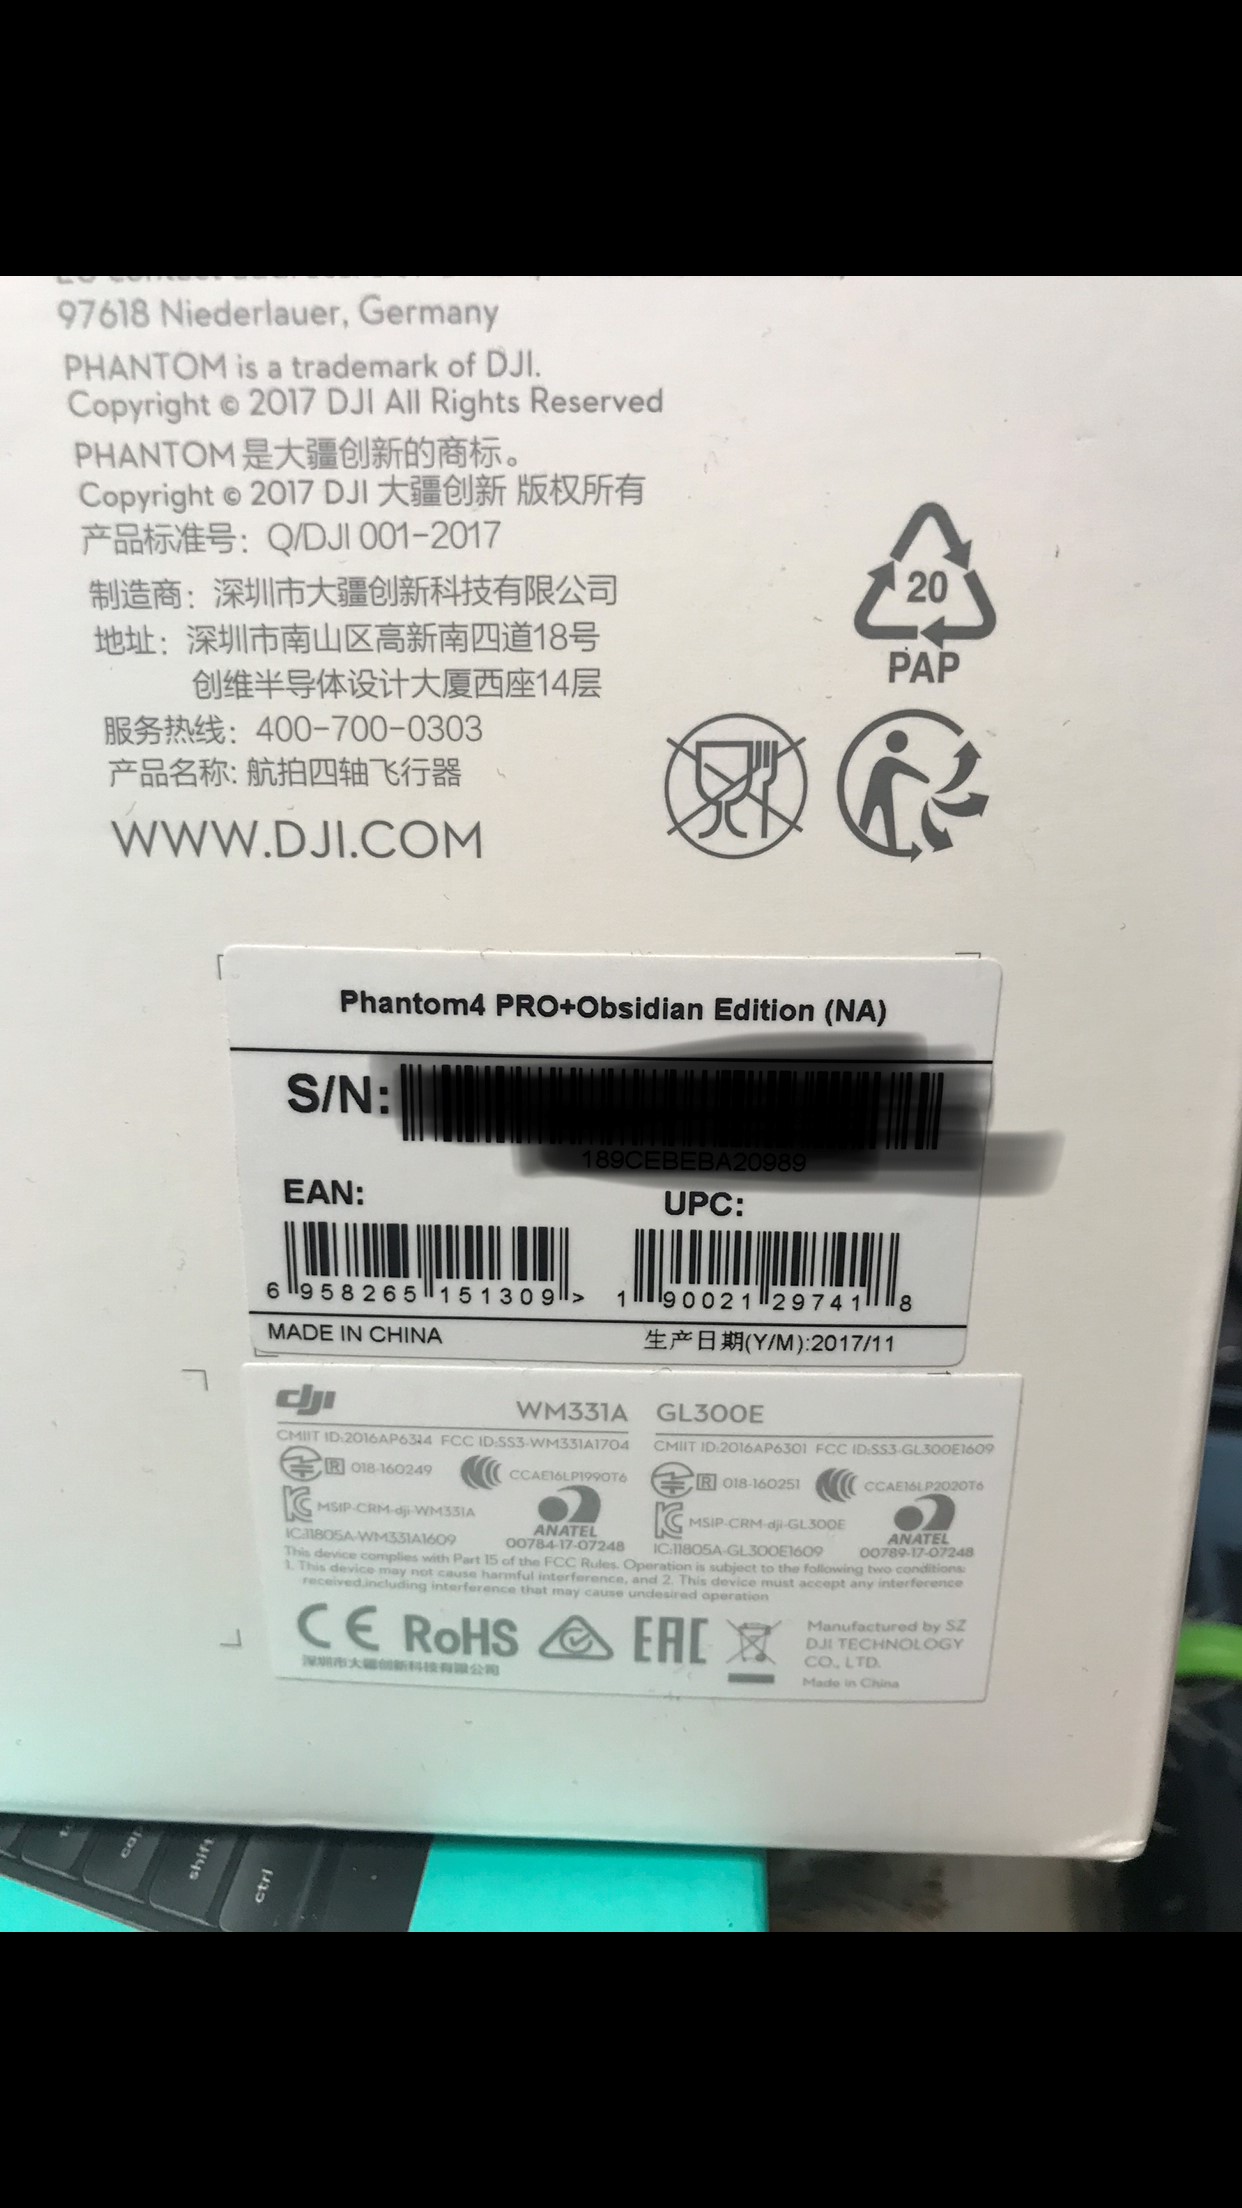 97618 Niederlauer, Germany
PHANTOM is a trademark of DJI.
Copyright © 2017 DJI All Rights Reserved
PHANTOM 是大疆创新的商标。
Copyright © 2017 DJI 大疆创新 版权所有
产品标准号：Q/DJI 001-2017
制造商：深圳市大疆创新科技有限公司
地址：深圳市南山区高新南四道18号
创维半导体设计大厦西座14层
服务热线：400-700-0303
产品名称: 航拍四轴飞行器
WWW.DJI.COM
20
PAP
Phantom4 PRO+Obsidian Edition (NA)
S/N:
189CEBEBA20989
EAN: UPC:
6 958265 151309 > 1 90021 29741 8
MADE IN CHINA 生产日期(Y/M):2017/11
dji WM331A GL300E
CMIIT ID:2016AP6314 FCC ID:SS3-WM331A1704 CMIIT ID:2016AP6301 FCC ID:SS3-GL300E1609
R 018-160249 CCAE16LP1990T6 R 018-160251 CCAE16LP2020T6
MSIP-CRM-dji-WM331A ANATEL MSIP-CRM-dji-GL300E ANATEL
IC:11805A-WM331A1609 00784-17-07248 IC:11805A-GL300E1609 00789-17-07248
This device complies with Part 15 of the FCC Rules. Operation is subject to the following two conditions:
1. This device may not cause harmful interference, and 2. This device must accept any interference
received,including interference that may cause undesired operation
CE RoHS EAC
深圳市大疆创新科技有限公司
Manufactured by SZ
DJI TECHNOLOGY
CO., LTD.
Made in China
shift
ctrl